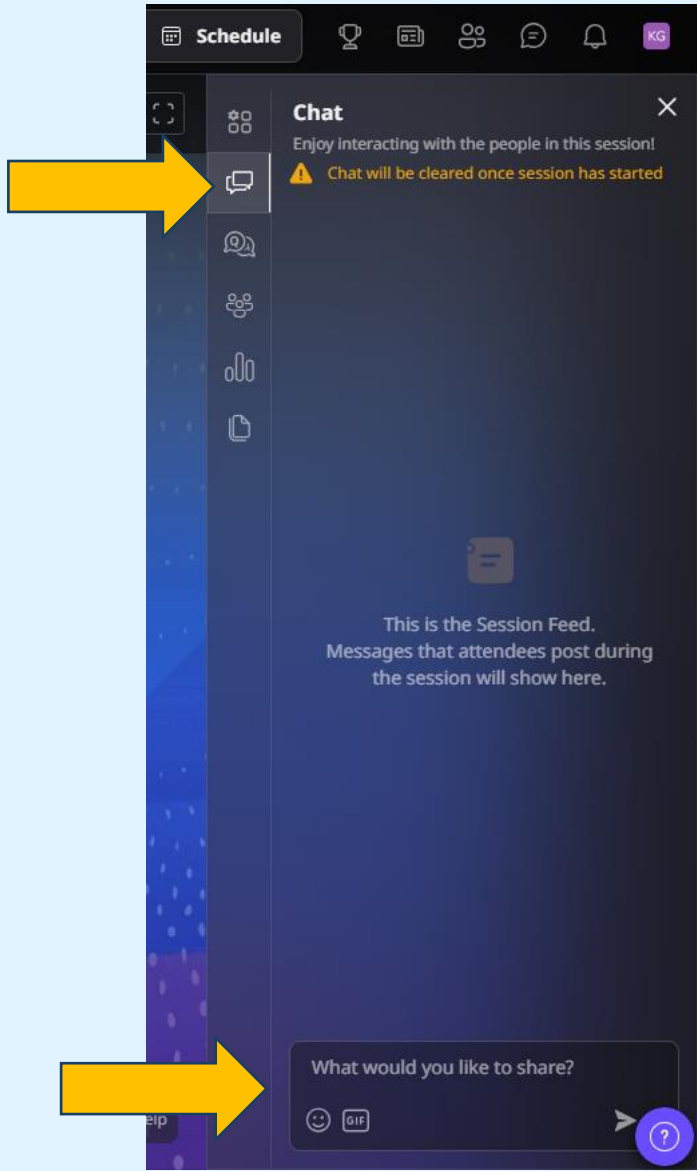 Schedule
KG
Chat
Enjoy interacting with the people in this session!
Chat will be cleared once session has started
This is the Session Feed.
Messages that attendees post during
the session will show here.
What would you like to share?
GIF
?